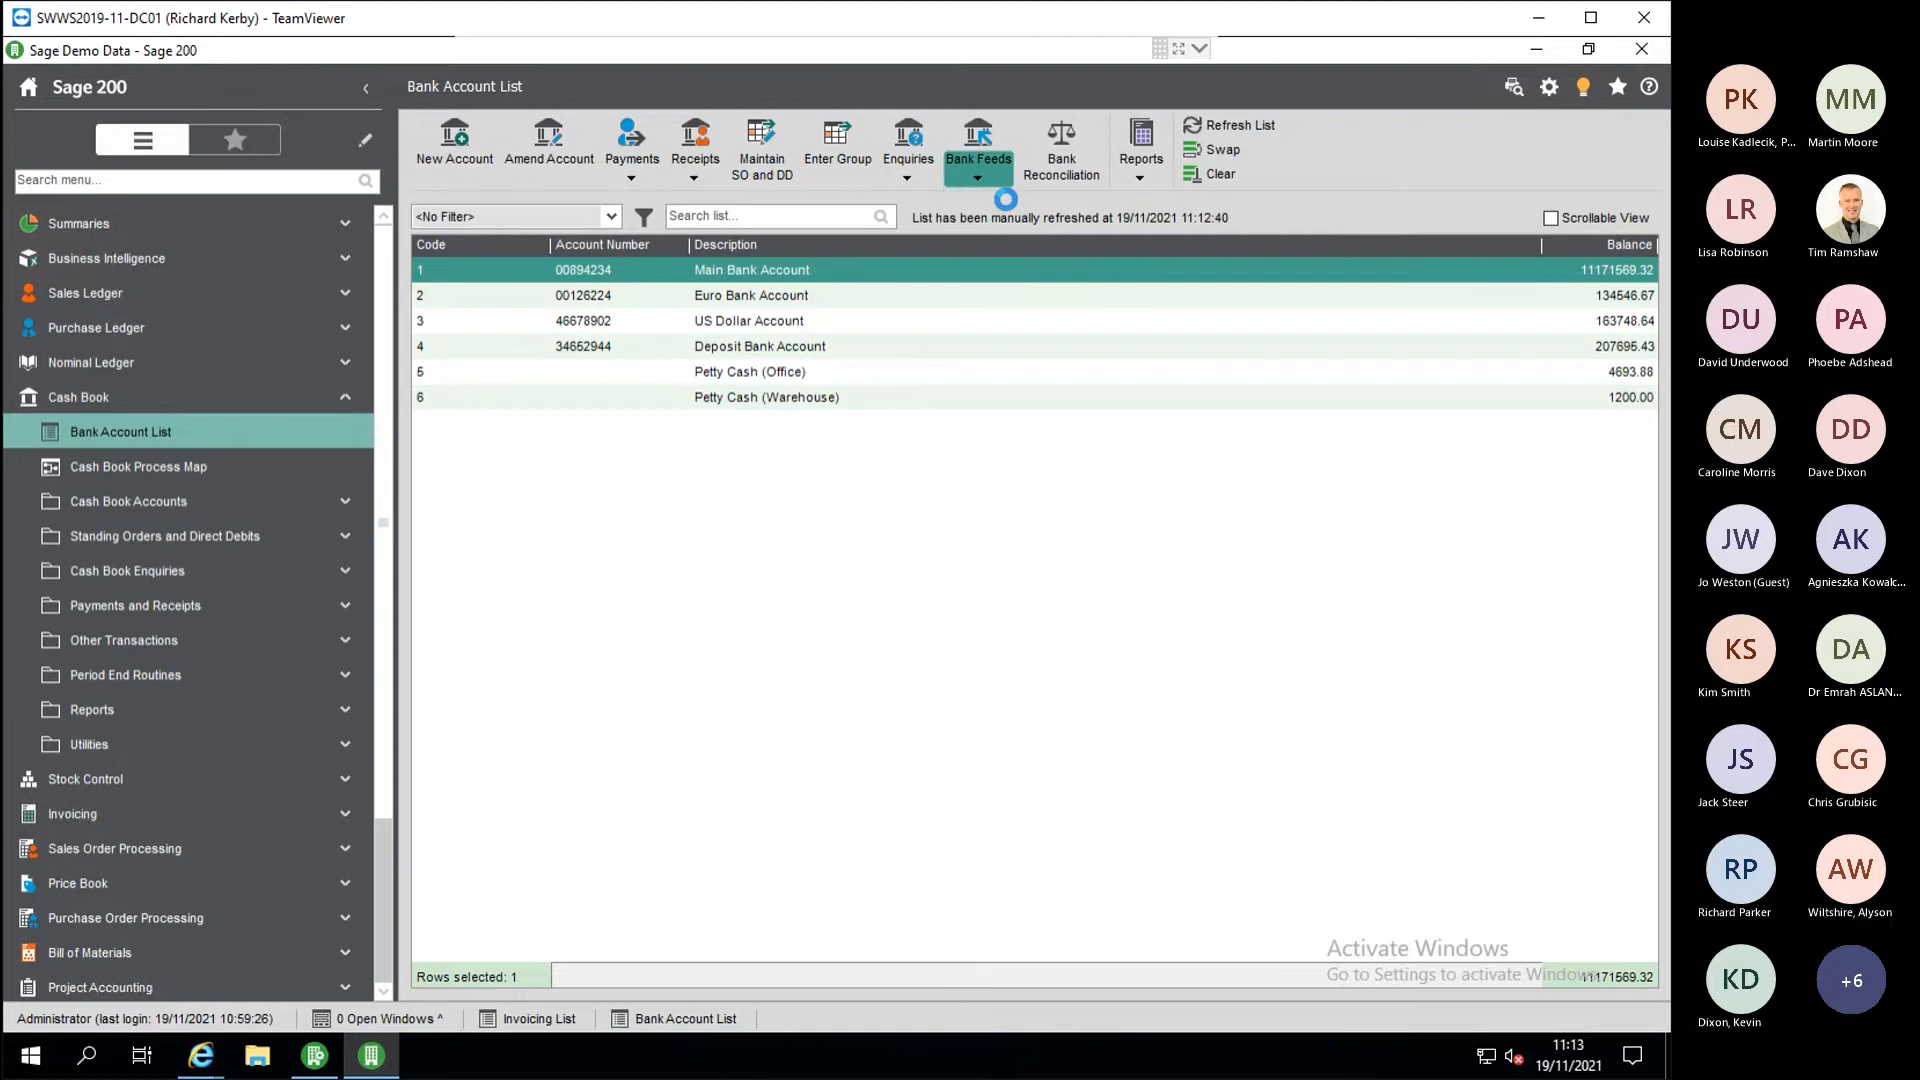 SWWS2019-11-DC01 (Richard Kerby) - TeamViewer
Sage Demo Data - Sage 200
Sage 200
Bank Account List
New Account
Amend Account
Payments
Receipts
Maintain
SO and DD
Enter Group
Enquiries
Bank Feeds
Bank
Reconciliation
Reports
Refresh List
Swap
Clear
Search menu...
<No Filter>
Search list...
List has been manually refreshed at 19/11/2021 11:12:40
Scrollable View
Code Account Number Description Balance
1 00894234 Main Bank Account 11171569.32
2 00126224 Euro Bank Account 134546.67
3 46678902 US Dollar Account 163748.64
4 34652944 Deposit Bank Account 207695.43
5 Petty Cash (Office) 4693.88
6 Petty Cash (Warehouse) 1200.00
Summaries
Business Intelligence
Sales Ledger
Purchase Ledger
Nominal Ledger
Cash Book
Bank Account List
Cash Book Process Map
Cash Book Accounts
Standing Orders and Direct Debits
Cash Book Enquiries
Payments and Receipts
Other Transactions
Period End Routines
Reports
Utilities
Stock Control
Invoicing
Sales Order Processing
Price Book
Purchase Order Processing
Bill of Materials
Project Accounting
Activate Windows
Go to Settings to activate Windows.
Rows selected: 1
11171569.32
Administrator (last login: 19/11/2021 10:59:26)
0 Open Windows ^
Invoicing List
Bank Account List
11:13
19/11/2021
PK
Louise Kadlecik, P...
MM
Martin Moore
LR
Lisa Robinson
Tim Ramshaw
DU
David Underwood
PA
Phoebe Adshead
CM
Caroline Morris
DD
Dave Dixon
JW
Jo Weston (Guest)
AK
Agnieszka Kowalc...
KS
Kim Smith
DA
Dr Emrah ASLAN...
JS
Jack Steer
CG
Chris Grubisic
RP
Richard Parker
AW
Wiltshire, Alyson
KD
Dixon, Kevin
+6